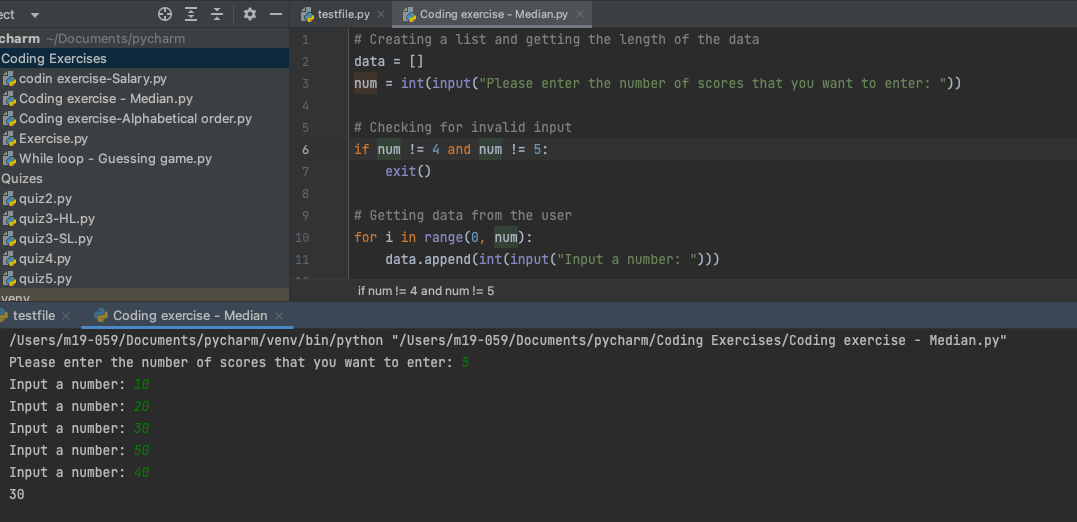 ect
testfile.py
Coding exercise - Median.py
charm ~/Documents/pycharm
Coding Exercises
codin exercise-Salary.py
Coding exercise - Median.py
Coding exercise-Alphabetical order.py
Exercise.py
While loop - Guessing game.py
Quizes
quiz2.py
quiz3-HL.py
quiz3-SL.py
quiz4.py
quiz5.py
venv
1 # Creating a list and getting the length of the data
2 data = []
3 num = int(input("Please enter the number of scores that you want to enter: "))
4
5 # Checking for invalid input
6 if num != 4 and num != 5:
7 exit()
8
9 # Getting data from the user
10 for i in range(0, num):
11 data.append(int(input("Input a number: ")))
if num != 4 and num != 5
testfile
Coding exercise - Median
/Users/m19-059/Documents/pycharm/venv/bin/python "/Users/m19-059/Documents/pycharm/Coding Exercises/Coding exercise - Median.py"
Please enter the number of scores that you want to enter: 5
Input a number: 10
Input a number: 20
Input a number: 30
Input a number: 50
Input a number: 40
30